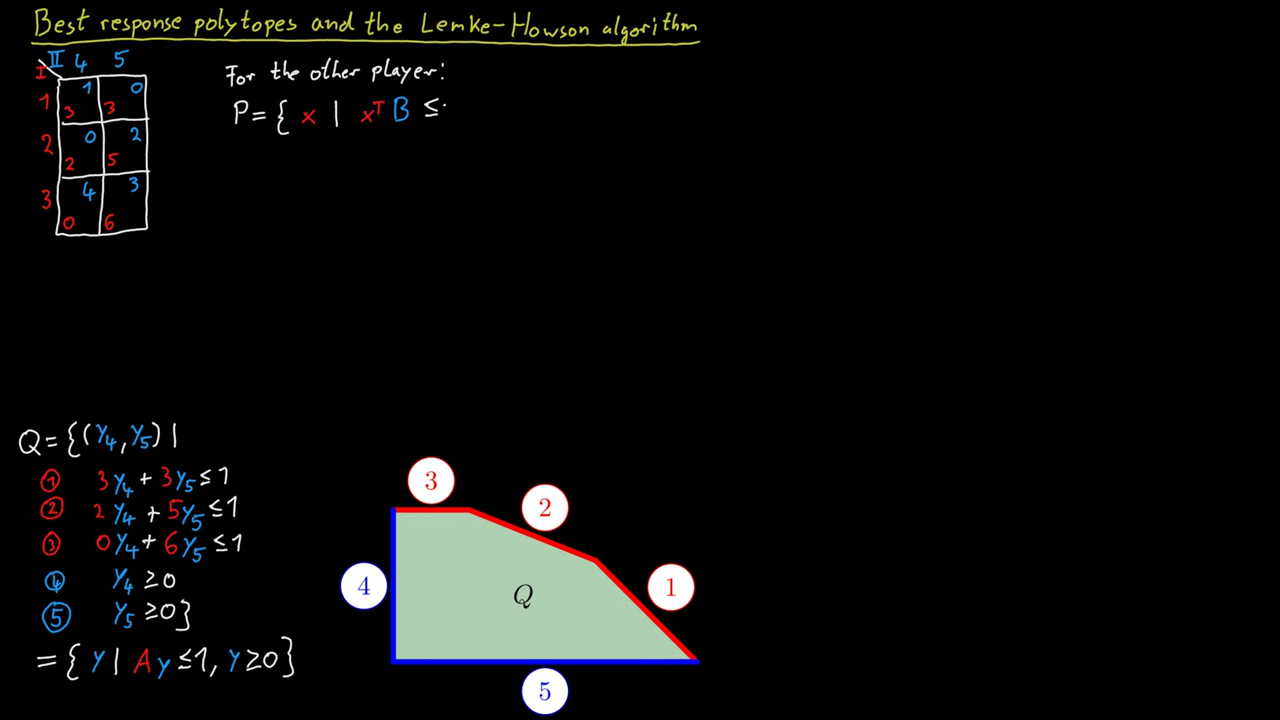 Best response polytopes and the Lemke-Howson algorithm
II 4 5
I
1 1 0
3 3
2 0 2
2 5
3 4 3
0 6
For the other player:
P = { x | xᵀ B ≤
Q = {(y₄, y₅) |
① 3y₄ + 3y₅ ≤ 1
② 2y₄ + 5y₅ ≤ 1
③ 0y₄ + 6y₅ ≤ 1
④ y₄ ≥ 0
⑤ y₅ ≥ 0}
= { y | Ay ≤ 1, y ≥ 0 }
3
2
4
Q
1
5